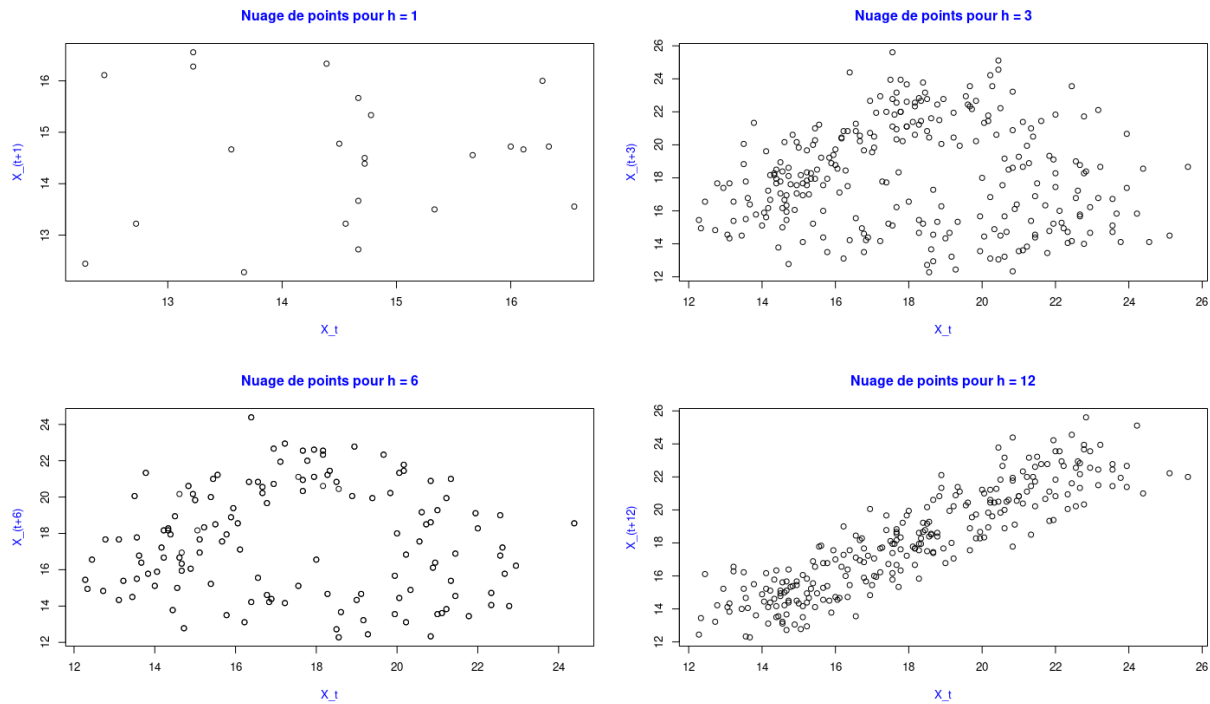 Nuage de points pour h = 1
X_(t+1)
13 14 15 16
13 14 15 16
X_t
Nuage de points pour h = 3
X_(t+3)
12 14 16 18 20 22 24 26
12 14 16 18 20 22 24 26
X_t
Nuage de points pour h = 6
X_(t+6)
12 14 16 18 20 22 24
12 14 16 18 20 22 24
X_t
Nuage de points pour h = 12
X_(t+12)
12 14 16 18 20 22 24 26
12 14 16 18 20 22 24 26
X_t